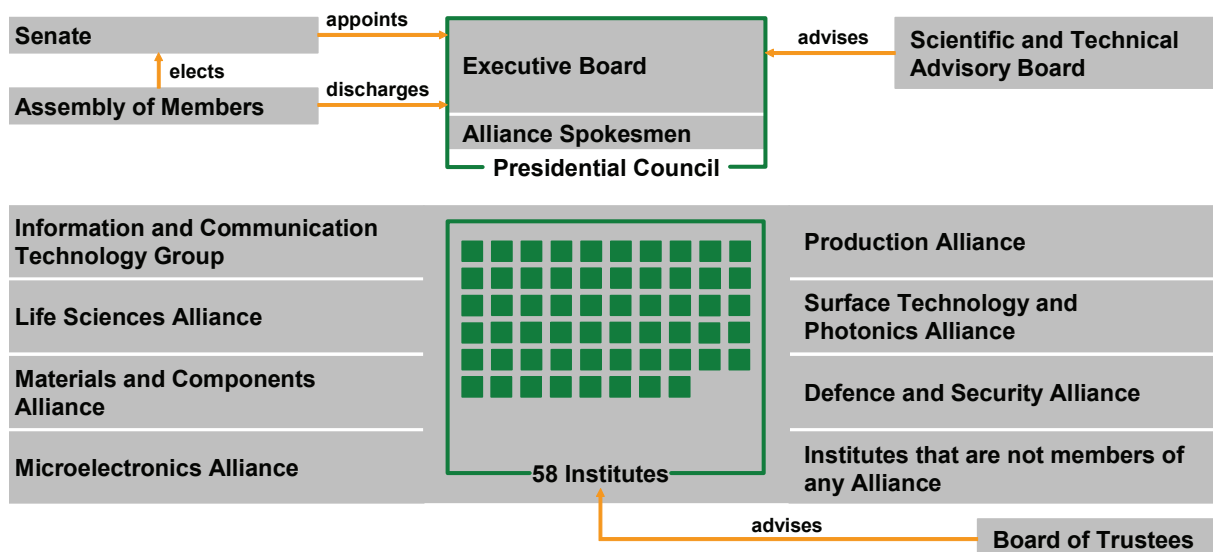 Senate
appoints
Executive Board
advises
Scientific and Technical
Advisory Board
elects
Assembly of Members
discharges
Alliance Spokesmen
Presidential Council
Information and Communication
Technology Group
Life Sciences Alliance
Materials and Components
Alliance
Microelectronics Alliance
58 Institutes
Production Alliance
Surface Technology and
Photonics Alliance
Defence and Security Alliance
Institutes that are not members of
any Alliance
advises
Board of Trustees